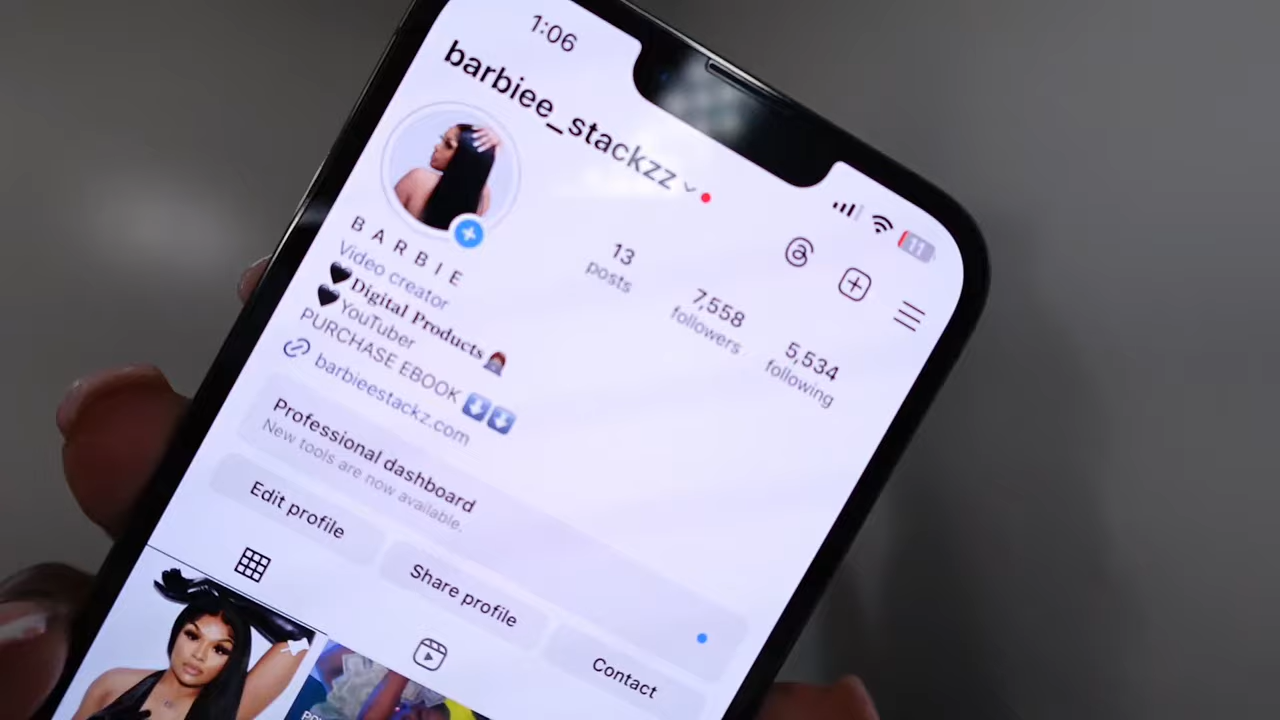 1:06
11
barbiee_stackzz
13
posts
7,558
followers
5,534
following
B A R B I E
Video creator
🖤Digital Products👩🏾‍💻
🖤YouTuber
PURCHASE EBOOK ⬇️⬇️
barbieestackz.com
Professional dashboard
New tools are now available.
Edit profile
Share profile
Contact